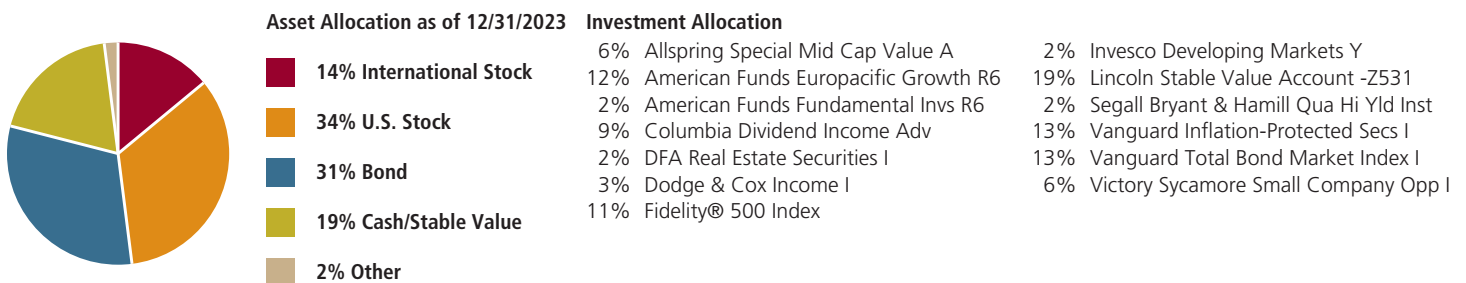 Asset Allocation as of 12/31/2023
14% International Stock
34% U.S. Stock
31% Bond
19% Cash/Stable Value
2% Other
Investment Allocation
6% Allspring Special Mid Cap Value A
12% American Funds Europacific Growth R6
2% American Funds Fundamental Invs R6
9% Columbia Dividend Income Adv
2% DFA Real Estate Securities I
3% Dodge & Cox Income I
11% Fidelity® 500 Index
2% Invesco Developing Markets Y
19% Lincoln Stable Value Account -Z531
2% Segall Bryant & Hamill Qua Hi Yld Inst
13% Vanguard Inflation-Protected Secs I
13% Vanguard Total Bond Market Index I
6% Victory Sycamore Small Company Opp I